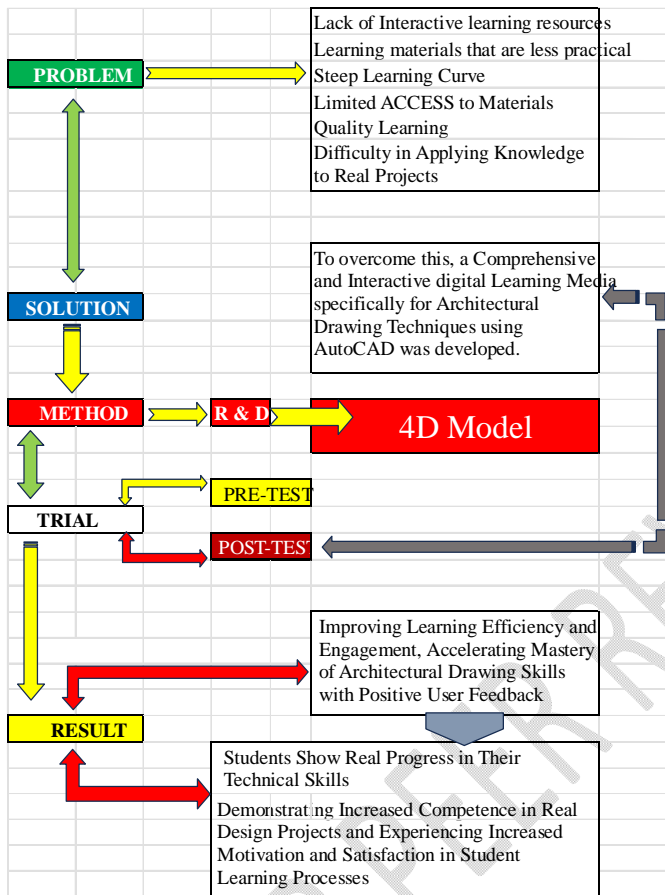 Lack of Interactive learning resources
Learning materials that are less practical
PROBLEM
Steep Learning Curve
Limited ACCESS to Materials
Quality Learning
Difficulty in Applying Knowledge
to Real Projects
To overcome this, a Comprehensive
and Interactive digital Learning Media
SOLUTION
specifically for Architectural
Drawing Techniques using
AutoCAD was developed.
METHOD
R & D
4D Model
PRE-TEST
TRIAL
POST-TEST
Improving Learning Efficiency and
Engagement, Accelerating Mastery
of Architectural Drawing Skills
with Positive User Feedback
RESULT
Students Show Real Progress in Their
Technical Skills
Demonstrating Increased Competence in Real
Design Projects and Experiencing Increased
Motivation and Satisfaction in Student
Learning Processes
PEER RE